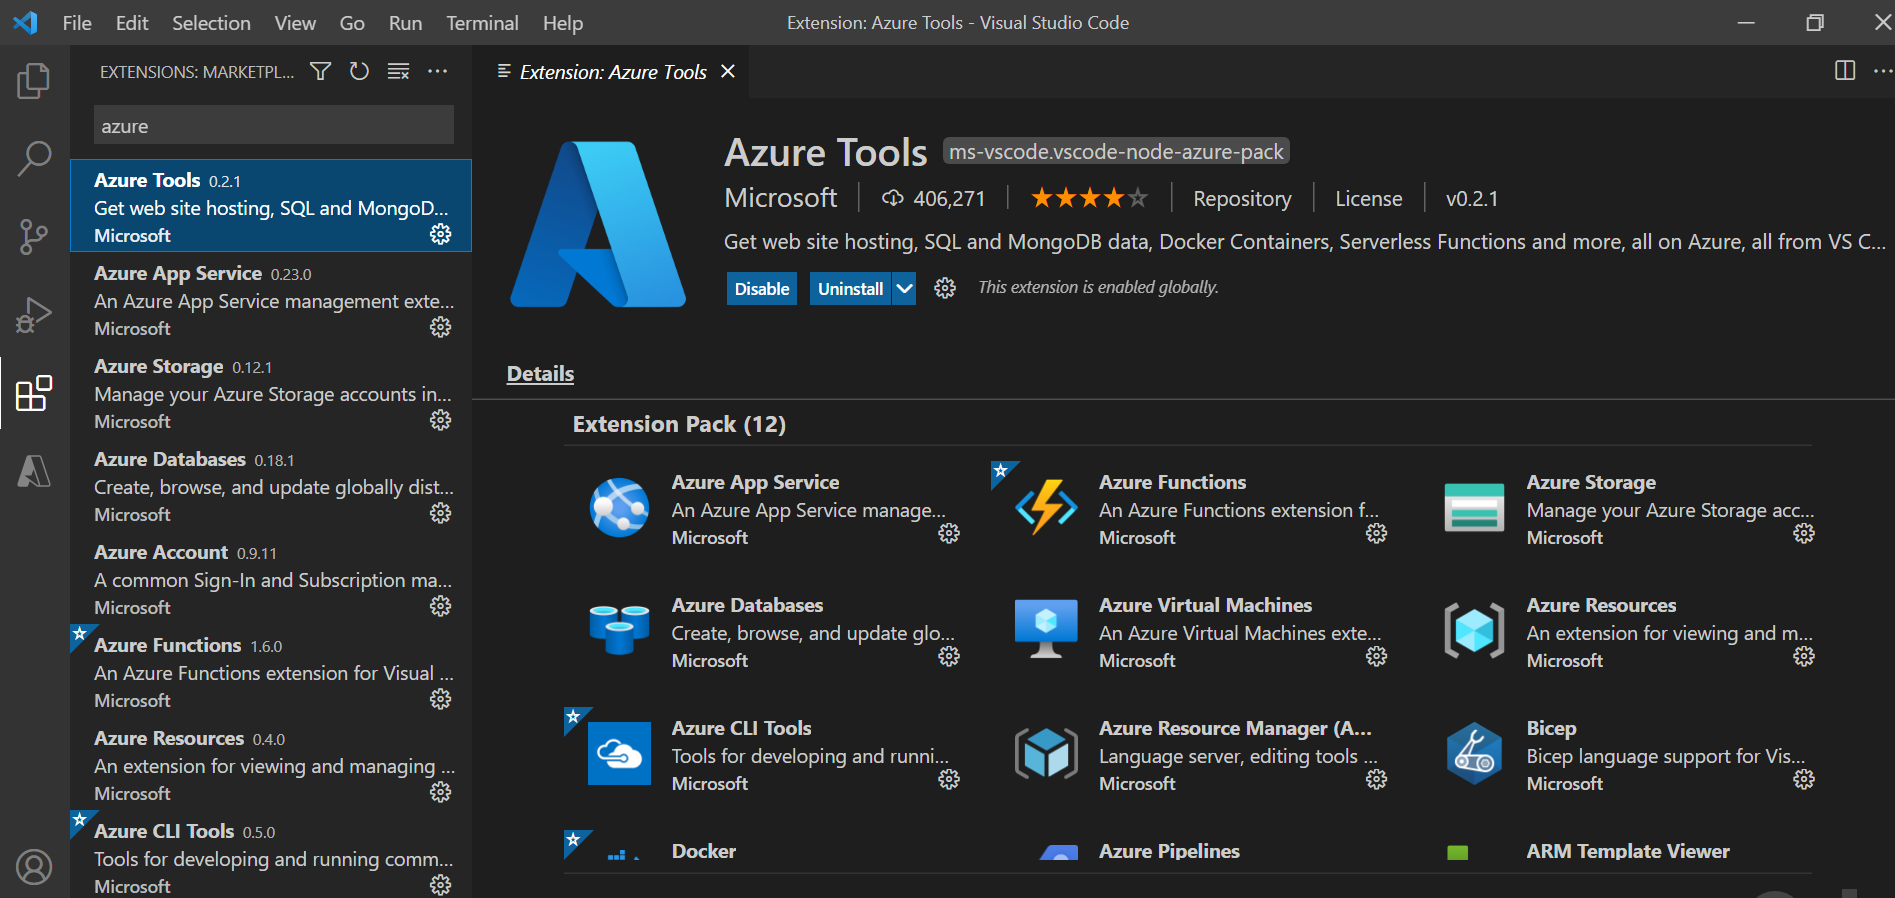 File Edit Selection View Go Run Terminal Help
Extension: Azure Tools - Visual Studio Code
EXTENSIONS: MARKETPL...
azure
Azure Tools 0.2.1
Get web site hosting, SQL and MongoD...
Microsoft
Azure App Service 0.23.0
An Azure App Service management exte...
Microsoft
Azure Storage 0.12.1
Manage your Azure Storage accounts in...
Microsoft
Azure Databases 0.18.1
Create, browse, and update globally dist...
Microsoft
Azure Account 0.9.11
A common Sign-In and Subscription ma...
Microsoft
Azure Functions 1.6.0
An Azure Functions extension for Visual ...
Microsoft
Azure Resources 0.4.0
An extension for viewing and managing ...
Microsoft
Azure CLI Tools 0.5.0
Tools for developing and running comm...
Microsoft
Extension: Azure Tools
Azure Tools ms-vscode.vscode-node-azure-pack
Microsoft 406,271 Repository License v0.2.1
Get web site hosting, SQL and MongoDB data, Docker Containers, Serverless Functions and more, all on Azure, all from VS C...
Disable Uninstall This extension is enabled globally.
Details
Extension Pack (12)
Azure App Service
An Azure App Service manage...
Microsoft
Azure Functions
An Azure Functions extension f...
Microsoft
Azure Storage
Manage your Azure Storage acc...
Microsoft
Azure Databases
Create, browse, and update glo...
Microsoft
Azure Virtual Machines
An Azure Virtual Machines exte...
Microsoft
Azure Resources
An extension for viewing and m...
Microsoft
Azure CLI Tools
Tools for developing and runni...
Microsoft
Azure Resource Manager (A...
Language server, editing tools ...
Microsoft
Bicep
Bicep language support for Vis...
Microsoft
Docker
Azure Pipelines
ARM Template Viewer